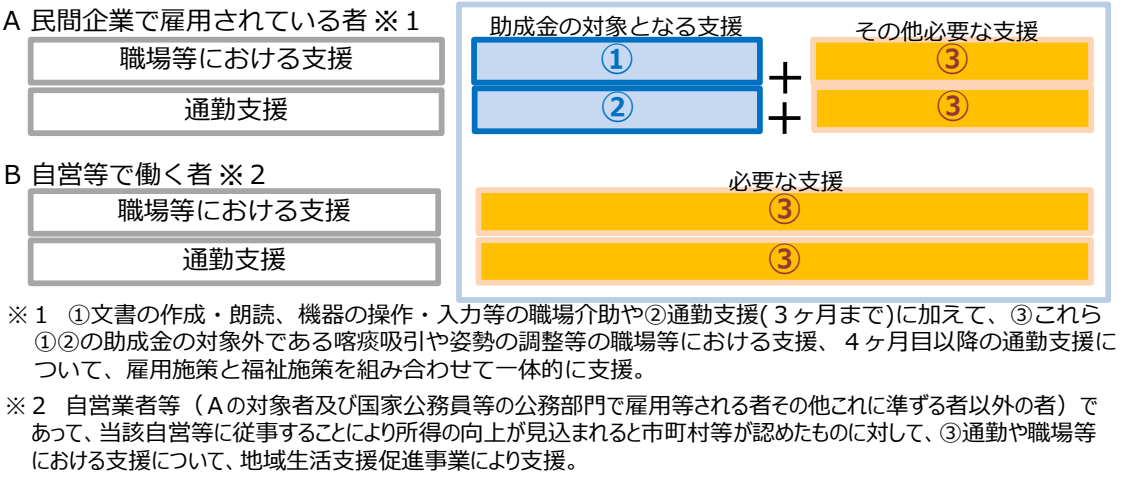 A 民間企業で雇用されている者 ※1
助成金の対象となる支援
その他必要な支援
職場等における支援
①
+
③
通勤支援
②
+
③
B 自営等で働く者 ※2
必要な支援
職場等における支援
③
通勤支援
③
※1 ①文書の作成・朗読、機器の操作・入力等の職場介助や②通勤支援(3ヶ月まで)に加えて、③これら
①②の助成金の対象外である喀痰吸引や姿勢の調整等の職場等における支援、4ヶ月目以降の通勤支援に
ついて、雇用施策と福祉施策を組み合わせて一体的に支援。
※2 自営業者等（Aの対象者及び国家公務員等の公務部門で雇用等される者その他これに準ずる者以外の者）で
あって、当該自営等に従事することにより所得の向上が見込まれると市町村等が認めたものに対して、③通勤や職場等
における支援について、地域生活支援促進事業により支援。